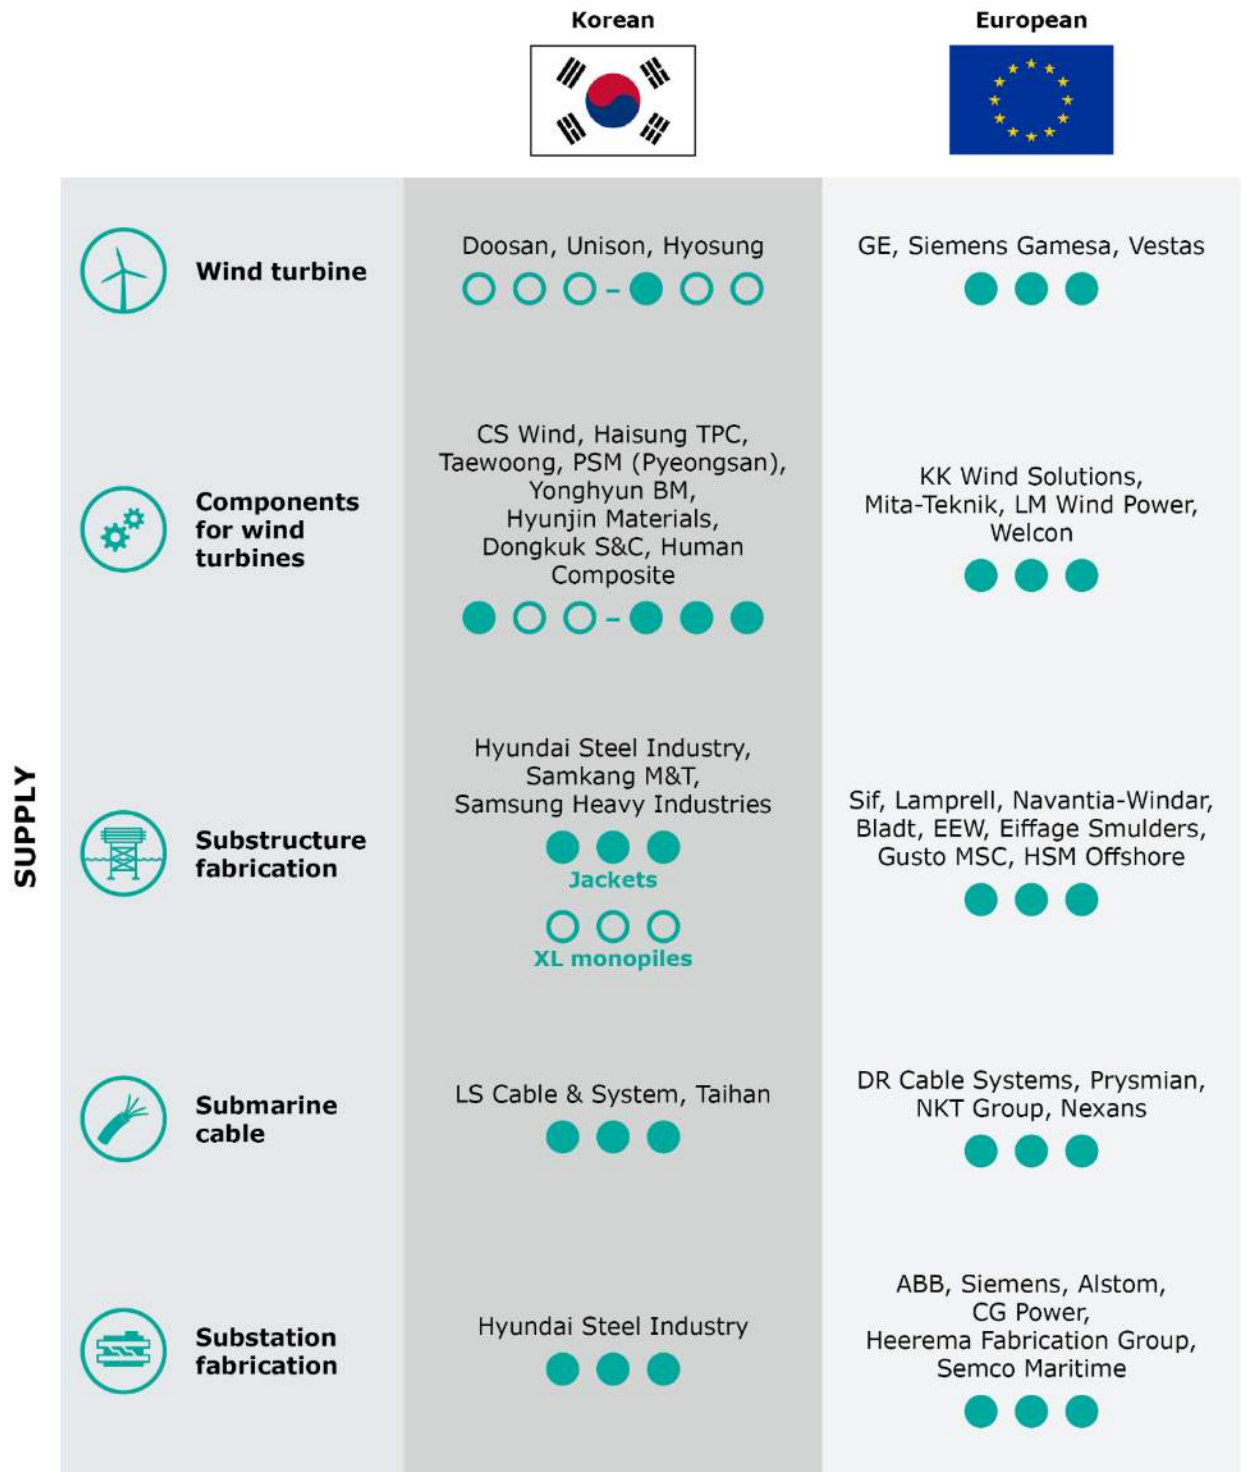 Korean
European
SUPPLY
Wind turbine
Doosan, Unison, Hyosung
GE, Siemens Gamesa, Vestas
Components
for wind
turbines
CS Wind, Haisung TPC,
Taewoong, PSM (Pyeongsan),
Yonghyun BM,
Hyunjin Materials,
Dongkuk S&C, Human
Composite
KK Wind Solutions,
Mita-Teknik, LM Wind Power,
Welcon
Substructure
fabrication
Hyundai Steel Industry,
Samkang M&T,
Samsung Heavy Industries
Jackets
XL monopiles
Sif, Lamprell, Navantia-Windar,
Bladt, EEW, Eiffage Smulders,
Gusto MSC, HSM Offshore
Submarine
cable
LS Cable & System, Taihan
DR Cable Systems, Prysmian,
NKT Group, Nexans
Substation
fabrication
Hyundai Steel Industry
ABB, Siemens, Alstom,
CG Power,
Heerema Fabrication Group,
Semco Maritime